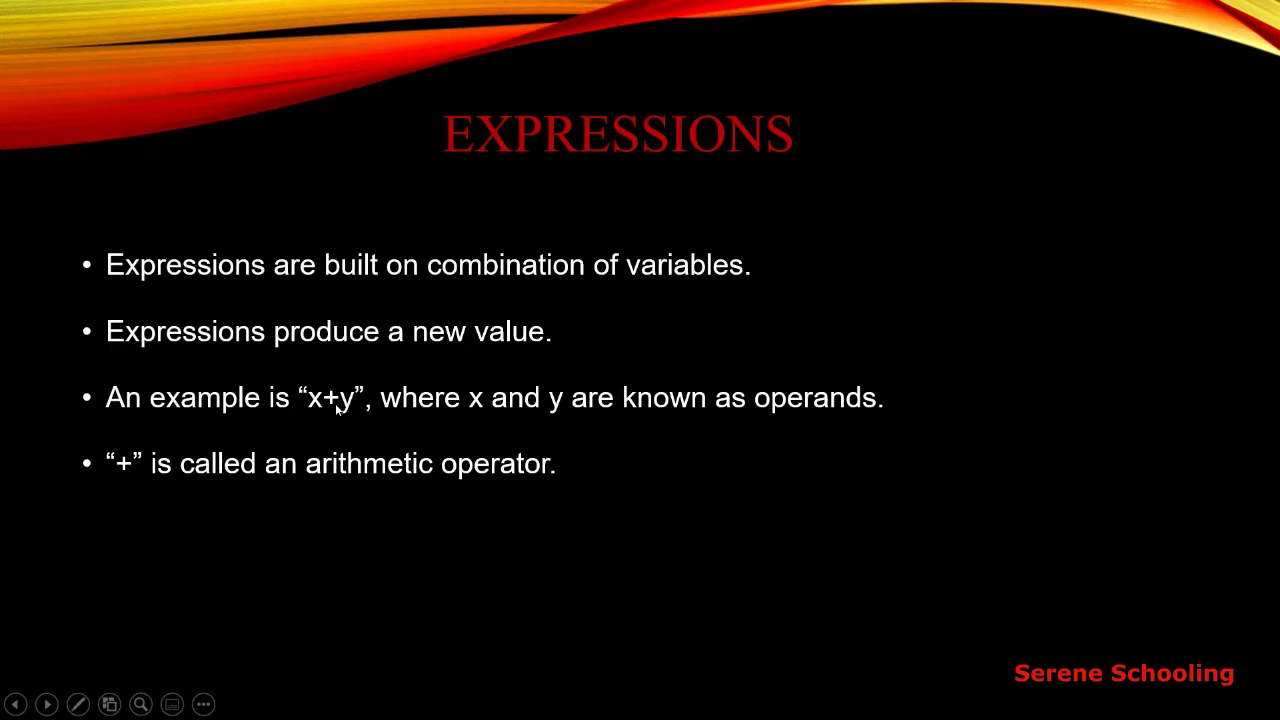 EXPRESSIONS
• Expressions are built on combination of variables.
• Expressions produce a new value.
• An example is “x+y”, where x and y are known as operands.
• “+” is called an arithmetic operator.
Serene Schooling